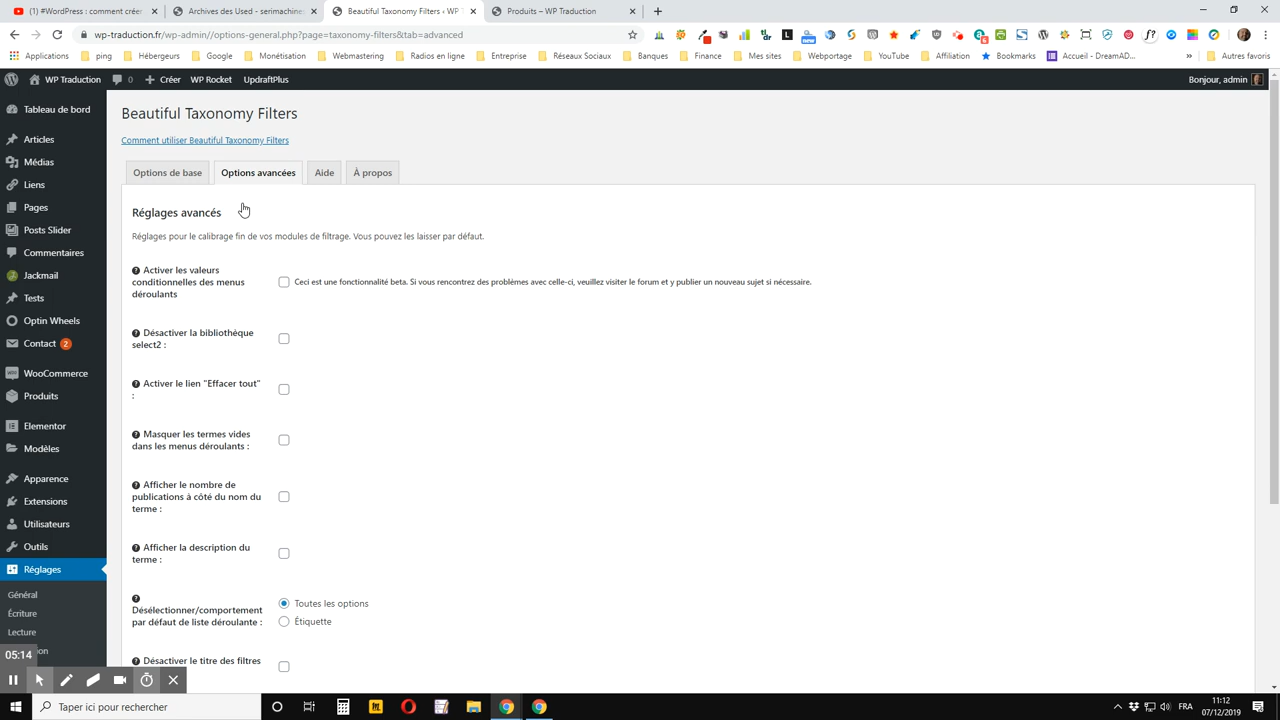 (1) #WordPress : comment créer
Archives des Used - serimachines
Beautiful Taxonomy Filters ‹ WP T
Produits – WP Traduction
wp-traduction.fr/wp-admin//options-general.php?page=taxonomy-filters&tab=advanced
Applications
ping
Hébergeurs
Google
Monétisation
Webmastering
Radios en ligne
Entreprise
Réseaux Sociaux
Banques
Finance
Mes sites
Webportage
YouTube
Affiliation
Bookmarks
Accueil - DreamAD...
»
Autres favoris
WP Traduction
0
Créer
WP Rocket
UpdraftPlus
Bonjour, admin
Tableau de bord
Articles
Médias
Liens
Pages
Posts Slider
Commentaires
Jackmail
Tests
Optin Wheels
Contact 2
WooCommerce
Produits
Elementor
Modèles
Apparence
Extensions
Utilisateurs
Outils
Réglages
Général
Écriture
Lecture
05:14
Beautiful Taxonomy Filters
Comment utiliser Beautiful Taxonomy Filters
Options de base
Options avancées
Aide
À propos
Réglages avancés
Réglages pour le calibrage fin de vos modules de filtrage. Vous pouvez les laisser par défaut.
Activer les valeurs
conditionnelles des menus
déroulants
Ceci est une fonctionnalité beta. Si vous rencontrez des problèmes avec celle-ci, veuillez visiter le forum et y publier un nouveau sujet si nécessaire.
Désactiver la bibliothèque
select2 :
Activer le lien "Effacer tout"
:
Masquer les termes vides
dans les menus déroulants :
Afficher le nombre de
publications à côté du nom du
terme :
Afficher la description du
terme :
Désélectionner/comportement
par défaut de liste déroulante :
Toutes les options
Étiquette
Désactiver le titre des filtres
Taper ici pour rechercher
FRA
11:12
07/12/2019